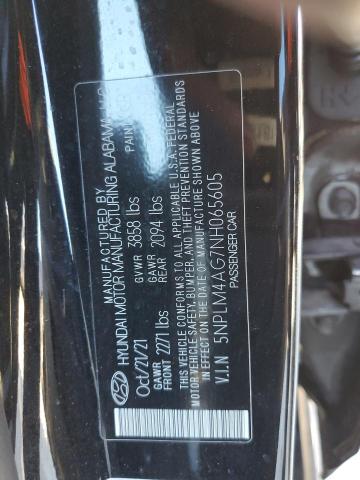 MANUFACTURED BY
HYUNDAI MOTOR MANUFACTURING ALABAMA
PAIN
Oct/21/21 GVWR 3858 lbs
GAWR FRONT 2271 lbs GAWR REAR 2094 lbs
THIS VEHICLE CONFORMS TO ALL APPLICABLE U.S.A. FEDERAL
MOTOR VEHICLE SAFETY, BUMPER, AND THEFT PREVENTION STANDARDS
IN EFFECT ON THE DATE OF MANUFACTURE SHOWN ABOVE
V.I.N 5NPLM4AG7NH065605
PASSENGER CAR